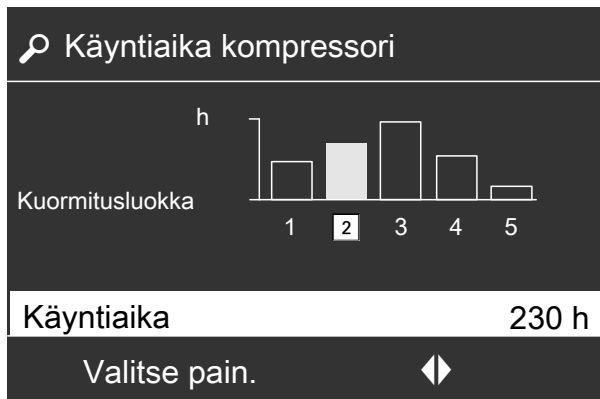 Käyntiaika kompressori
h
Kuormitusluokka
1 2 3 4 5
Käyntiaika 230 h
Valitse pain.